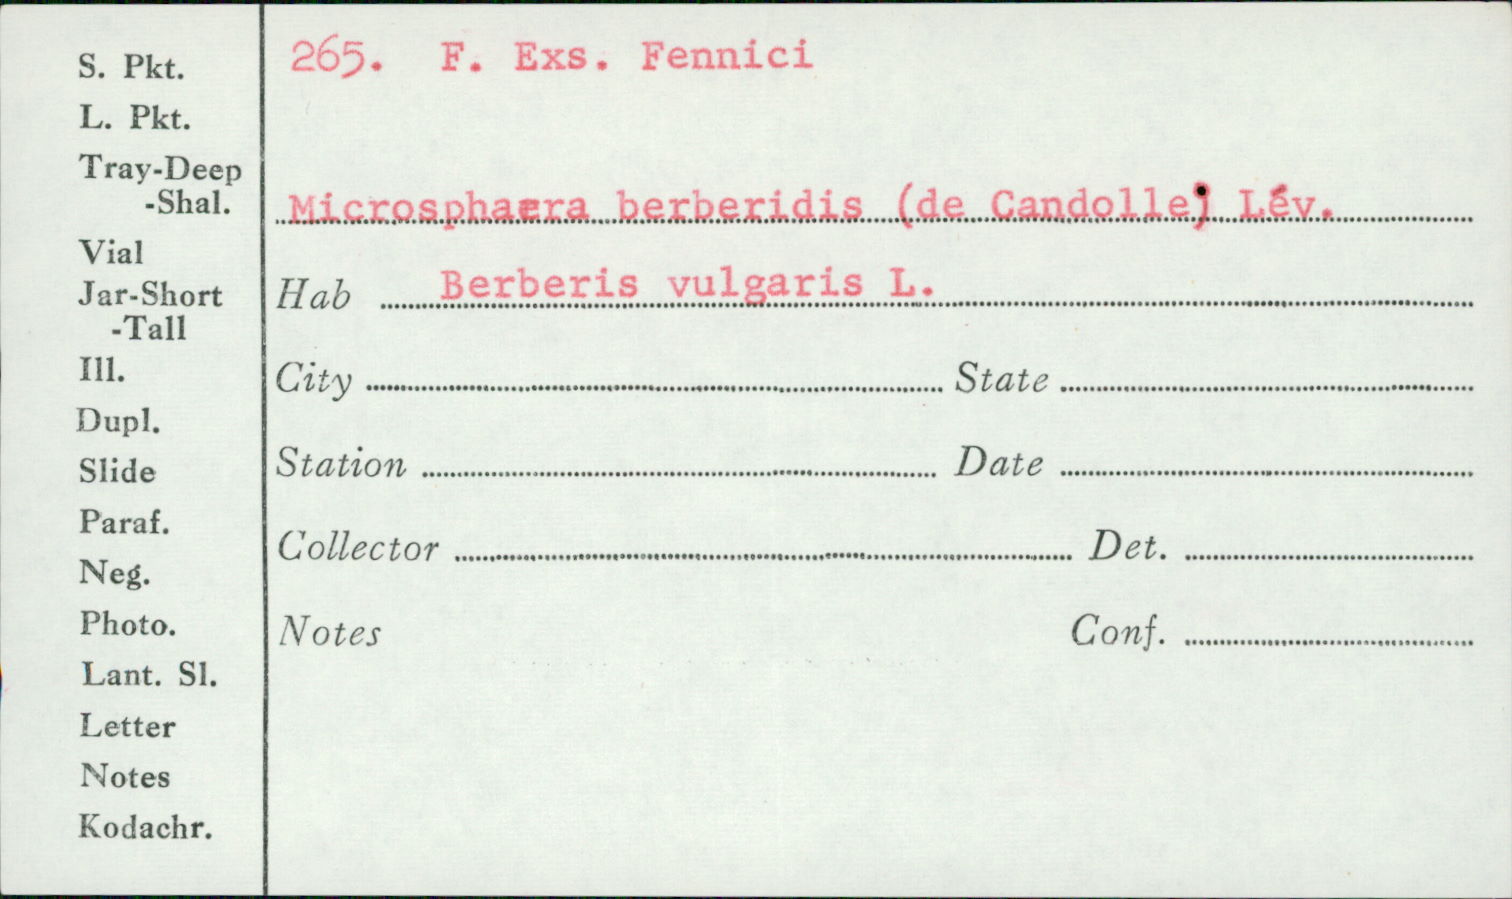 265. F. Exs. Fennici
Microsphaera berberidis (de Candolle) Lév.
Hab Berberis vulgaris L.
City State
Station Date
Collector Det.
Notes Conf.
S. Pkt.
L. Pkt.
Tray-Deep
-Shal.
Vial
Jar-Short
-Tall
Ill.
Dupl.
Slide
Paraf.
Neg.
Photo.
Lant. Sl.
Letter
Notes
Kodachr.